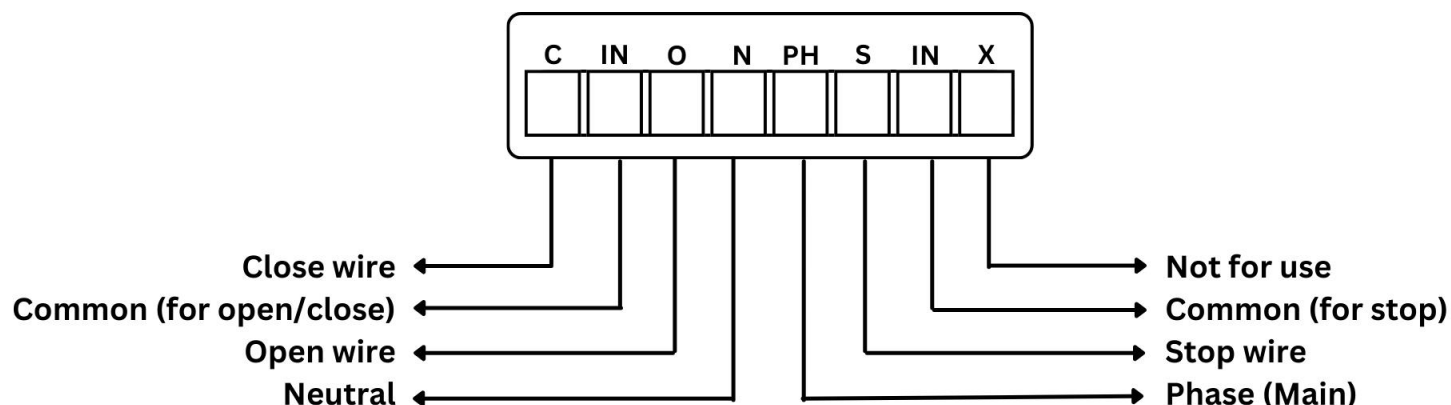 C IN O N PH S IN X
Close wire
Common (for open/close)
Open wire
Neutral
Not for use
Common (for stop)
Stop wire
Phase (Main)